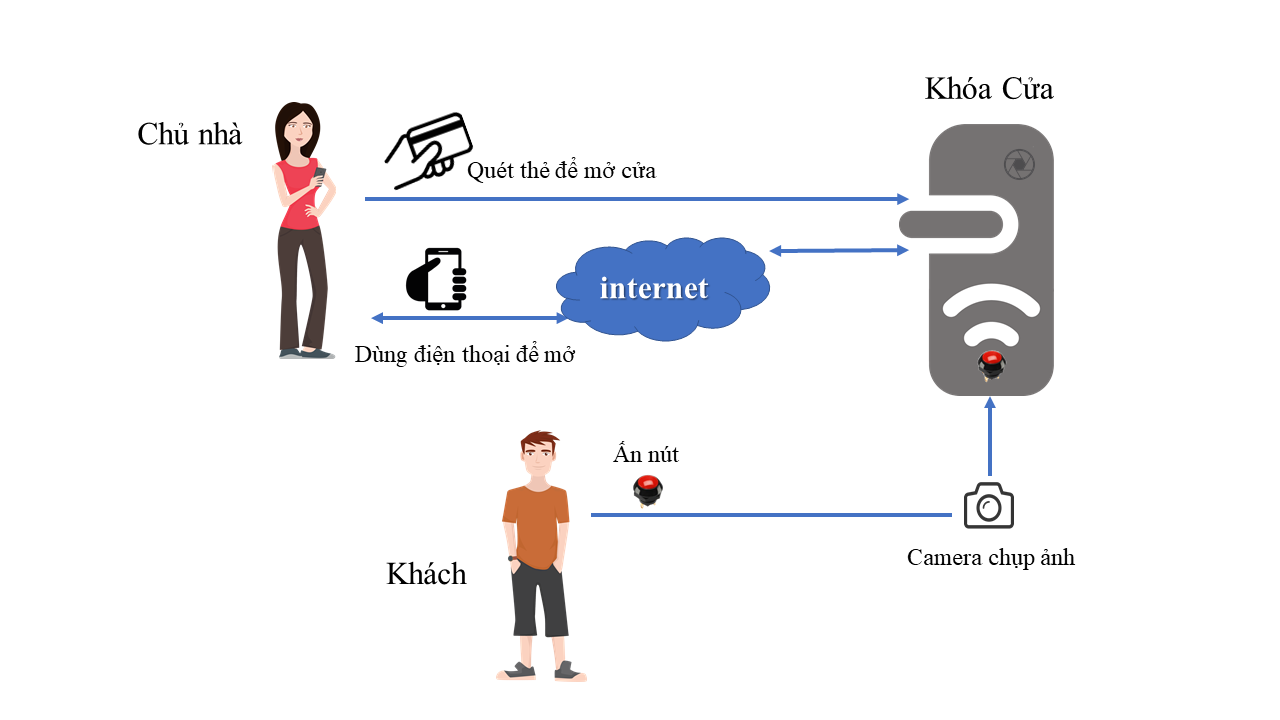 Khóa Cửa
Chủ nhà
Quét thẻ để mở cửa
internet
Dùng điện thoại để mở
Ấn nút
Camera chụp ảnh
Khách